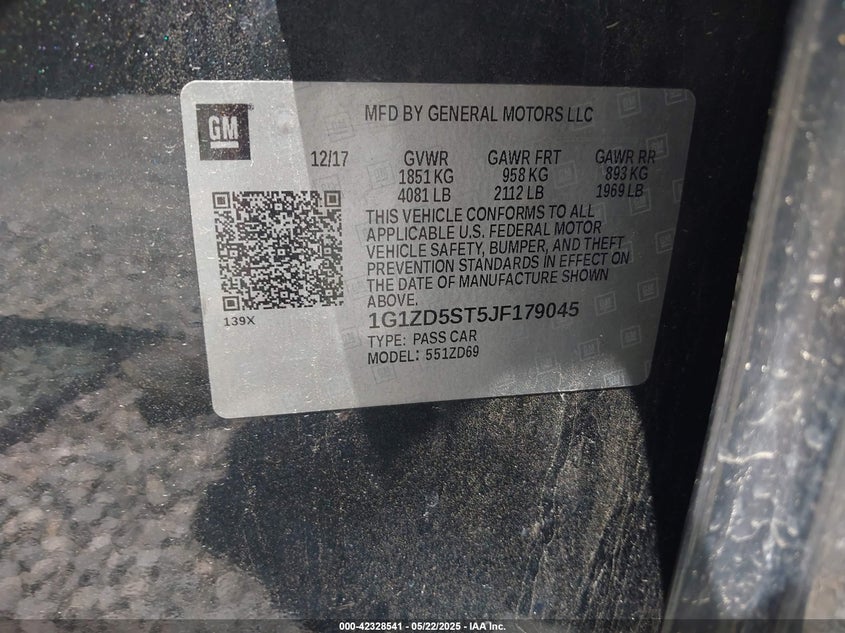 GM
MFD BY GENERAL MOTORS LLC
12/17 GVWR GAWR FRT GAWR RR
1851 KG 958 KG 893 KG
4081 LB 2112 LB 1969 LB
THIS VEHICLE CONFORMS TO ALL
APPLICABLE U.S. FEDERAL MOTOR
VEHICLE SAFETY, BUMPER, AND THEFT
PREVENTION STANDARDS IN EFFECT ON
THE DATE OF MANUFACTURE SHOWN
ABOVE.
139X
1G1ZD5ST5JF179045
TYPE: PASS CAR
MODEL: 551ZD69
000-42328541 - 05/22/2025 - IAA Inc.